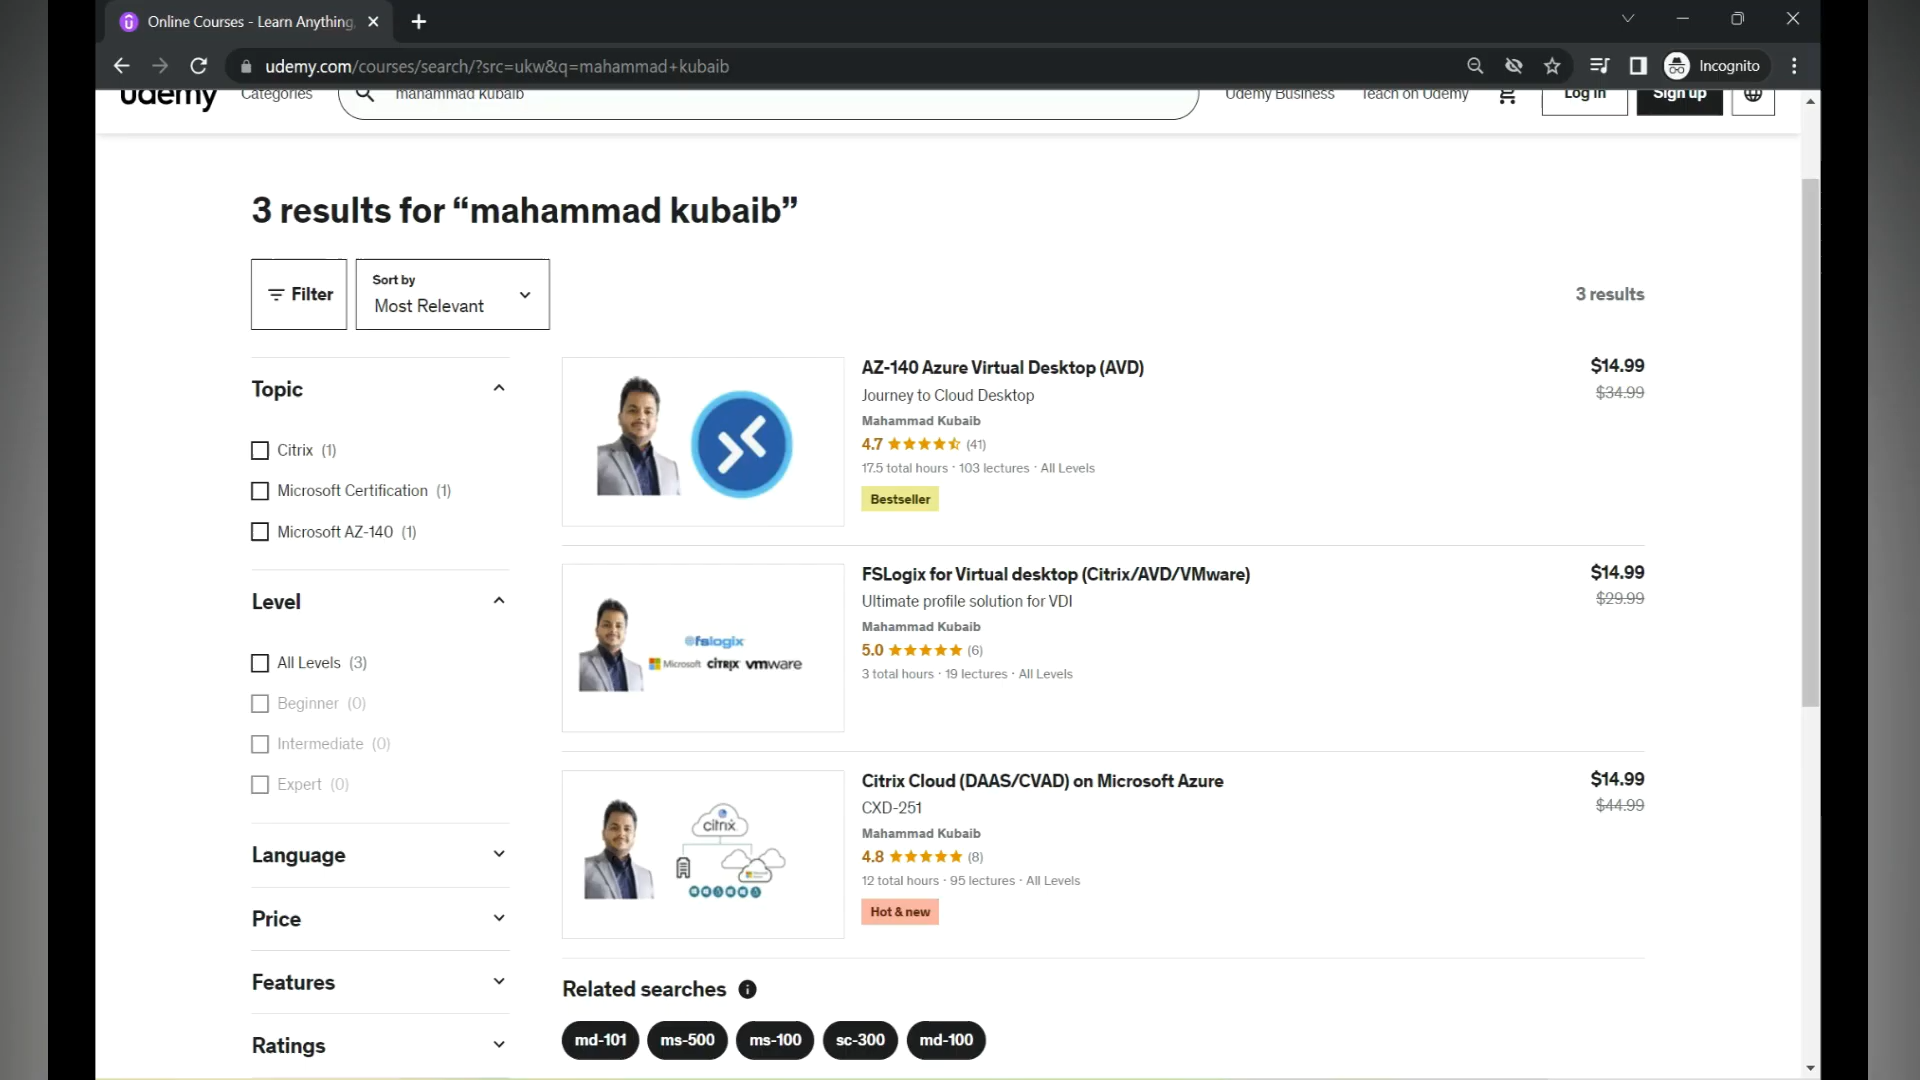 Online Courses - Learn Anything,
udemy.com/courses/search/?src=ukw&q=mahammad+kubaib
Incognito
udemy
Categories
mahammad kubaib
Udemy Business
Teach on Udemy
Log in
Sign up
3 results for “mahammad kubaib”
Filter
Sort by
Most Relevant
3 results
Topic
Citrix (1)
Microsoft Certification (1)
Microsoft AZ-140 (1)
Level
All Levels (3)
Beginner (0)
Intermediate (0)
Expert (0)
Language
Price
Features
Ratings
AZ-140 Azure Virtual Desktop (AVD)
Journey to Cloud Desktop
Mahammad Kubaib
4.7 (41)
17.5 total hours · 103 lectures · All Levels
Bestseller
$14.99
$34.99
fslogix
Microsoft CİTRIX vmware
FSLogix for Virtual desktop (Citrix/AVD/VMware)
Ultimate profile solution for VDI
Mahammad Kubaib
5.0 (6)
3 total hours · 19 lectures · All Levels
$14.99
$29.99
citrix
Citrix Cloud (DAAS/CVAD) on Microsoft Azure
CXD-251
Mahammad Kubaib
4.8 (8)
12 total hours · 95 lectures · All Levels
Hot & new
$14.99
$44.99
Related searches
md-101
ms-500
ms-100
sc-300
md-100